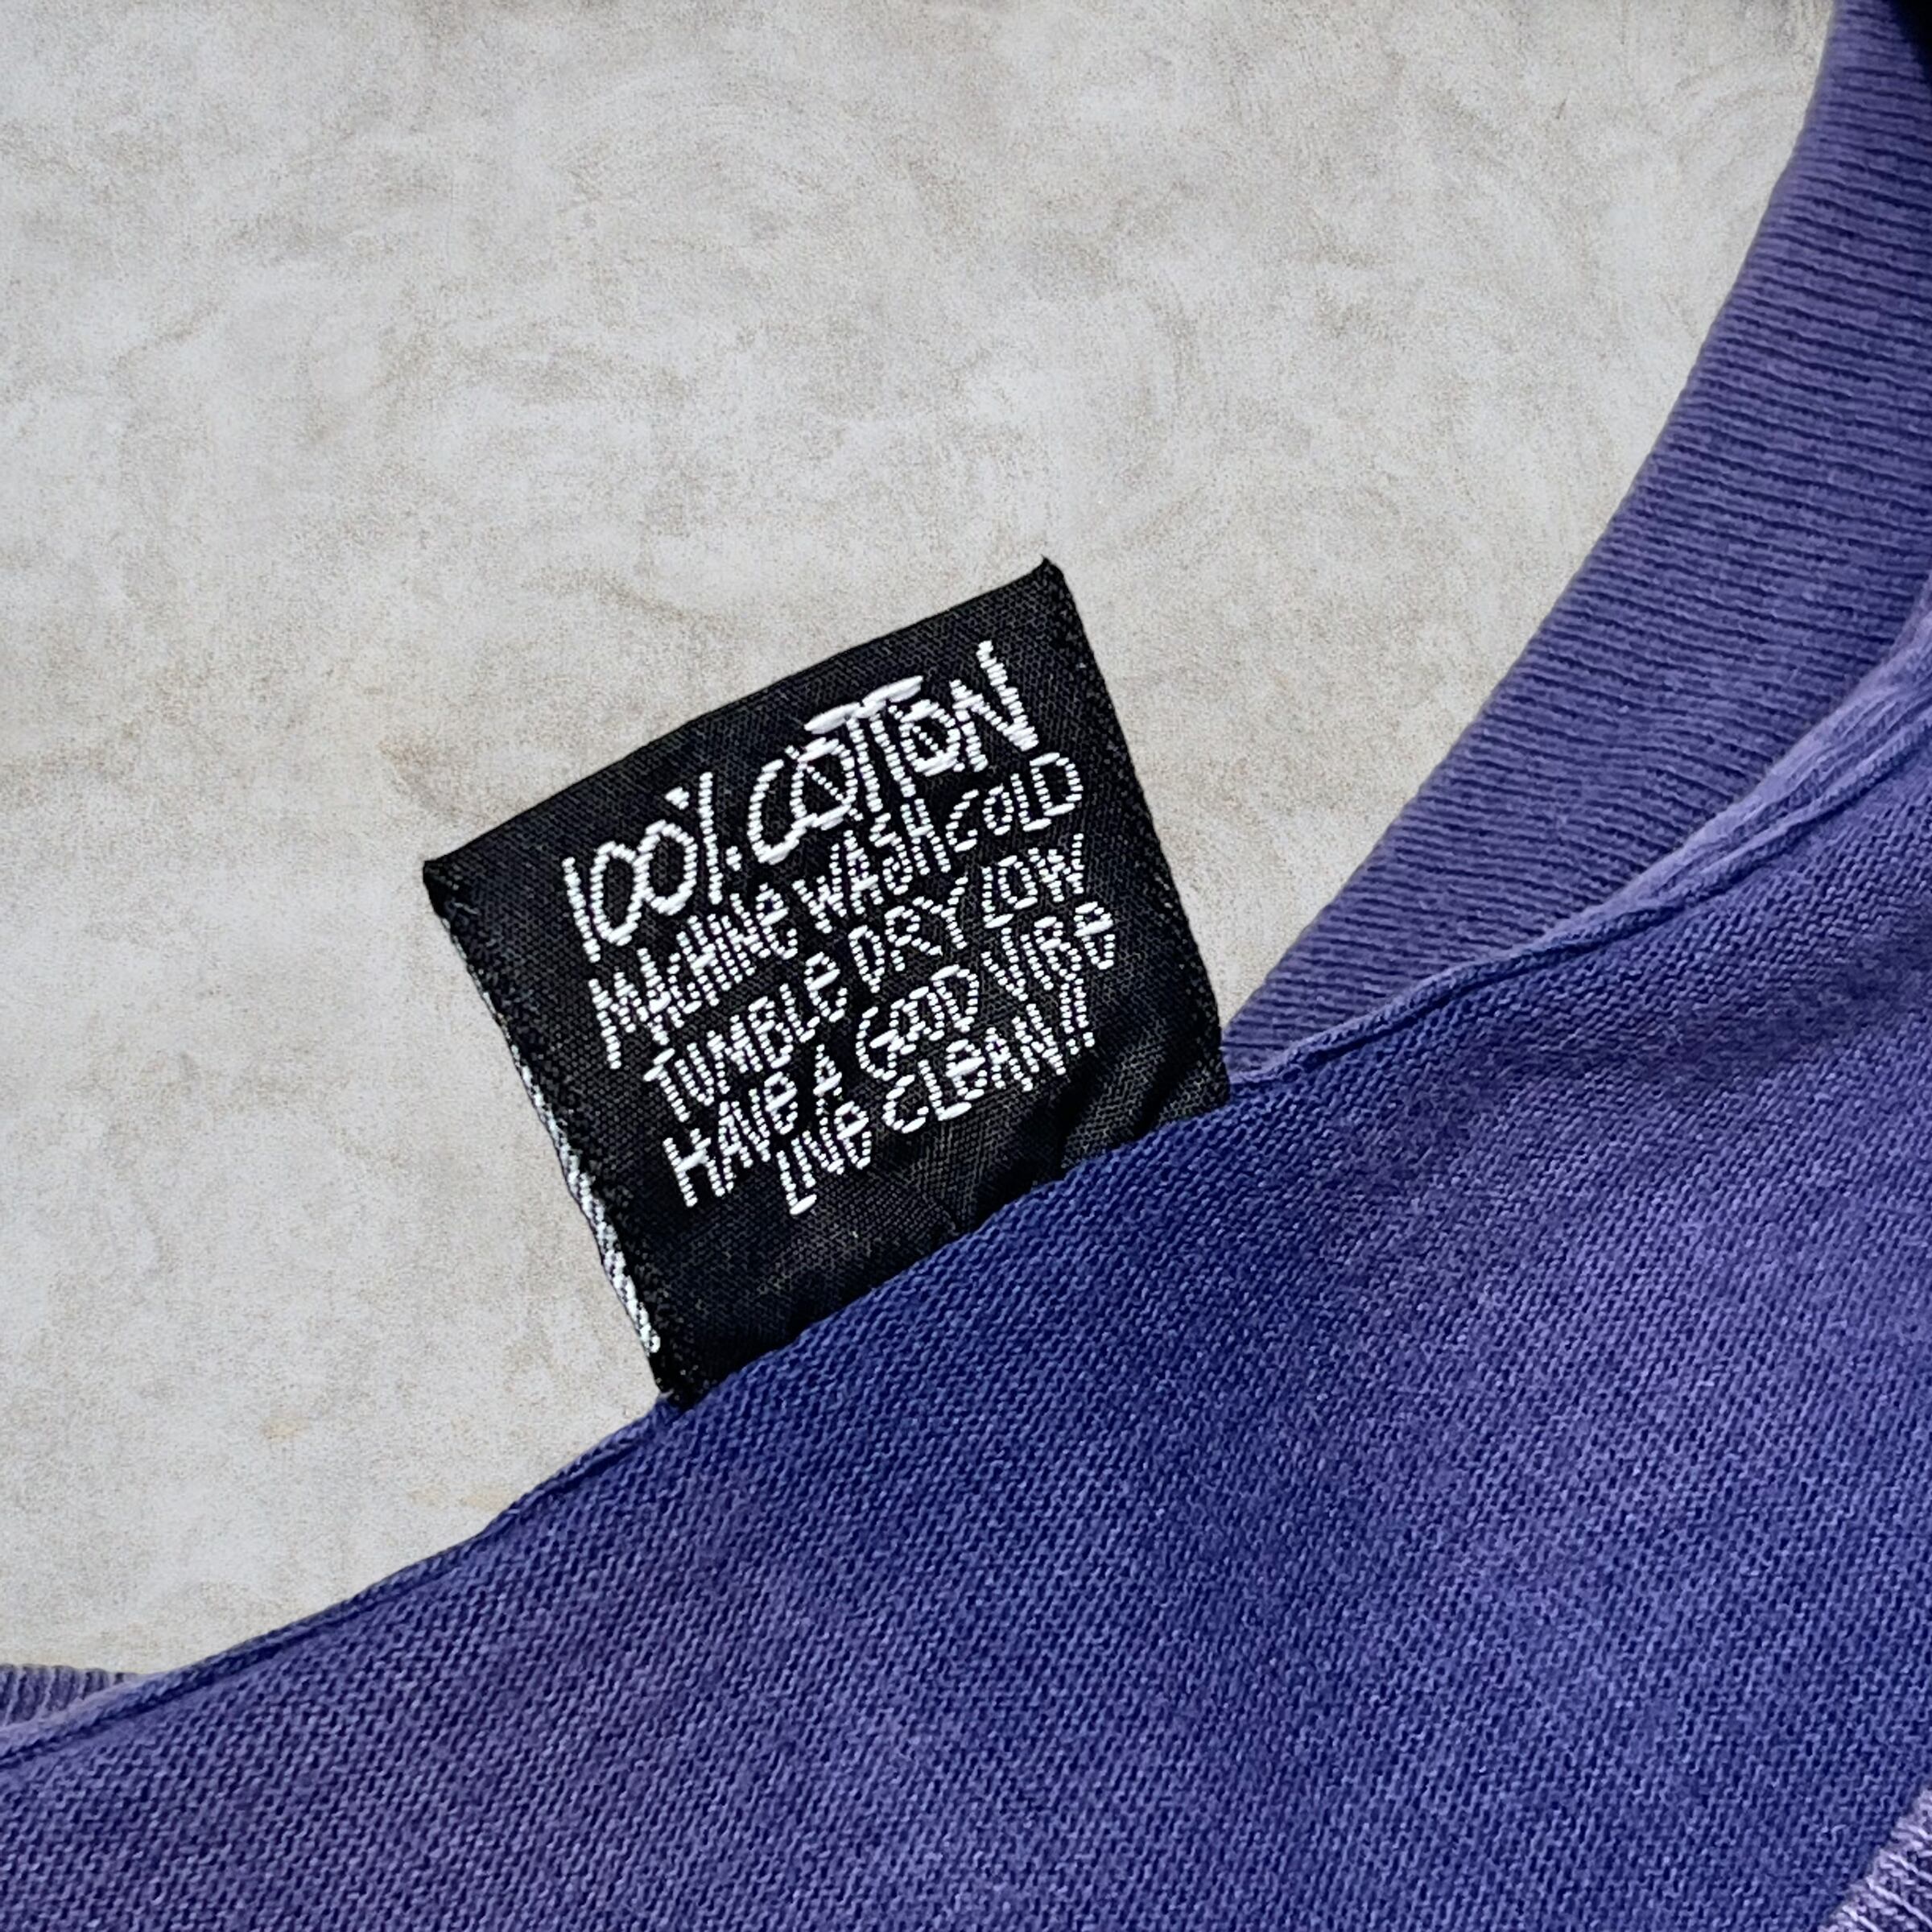 100% COTTON
MACHINE WASH COLD
TUMBLE DRY LOW
HAVE A GOOD VIBE
LIVE CLEAN!!